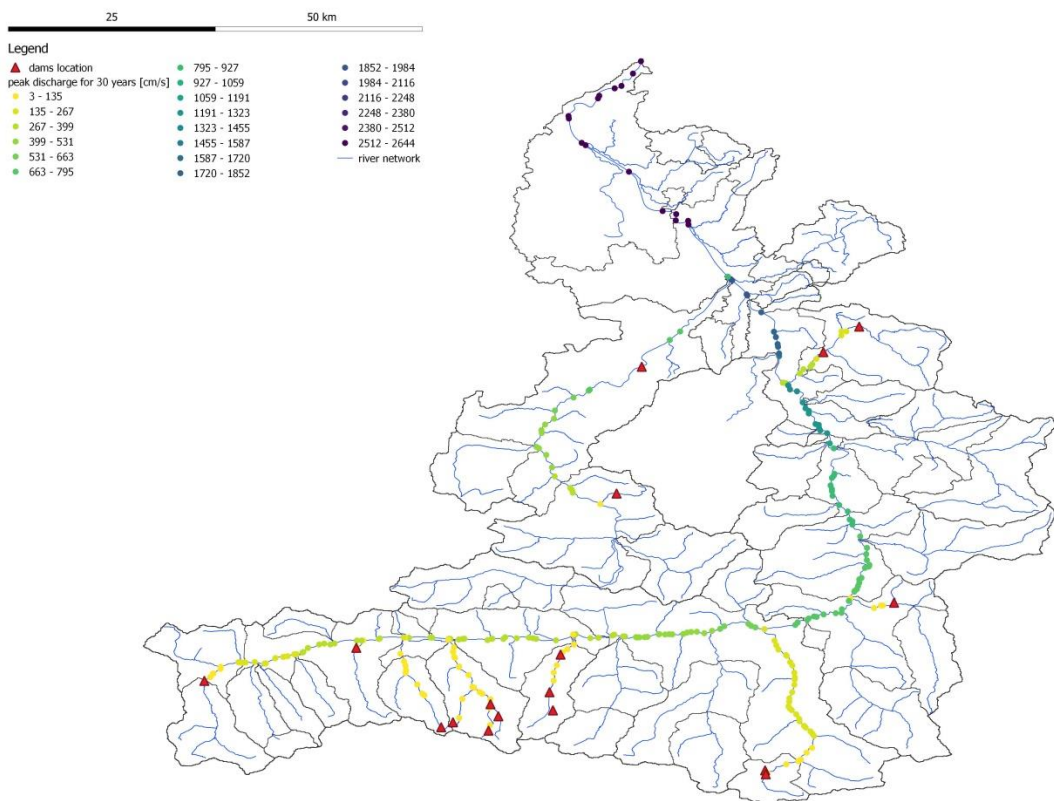 25 50 km
Legend
dams location
peak discharge for 30 years [cm/s]
3 - 135
135 - 267
267 - 399
399 - 531
531 - 663
663 - 795
795 - 927
927 - 1059
1059 - 1191
1191 - 1323
1323 - 1455
1455 - 1587
1587 - 1720
1720 - 1852
1852 - 1984
1984 - 2116
2116 - 2248
2248 - 2380
2380 - 2512
2512 - 2644
river network